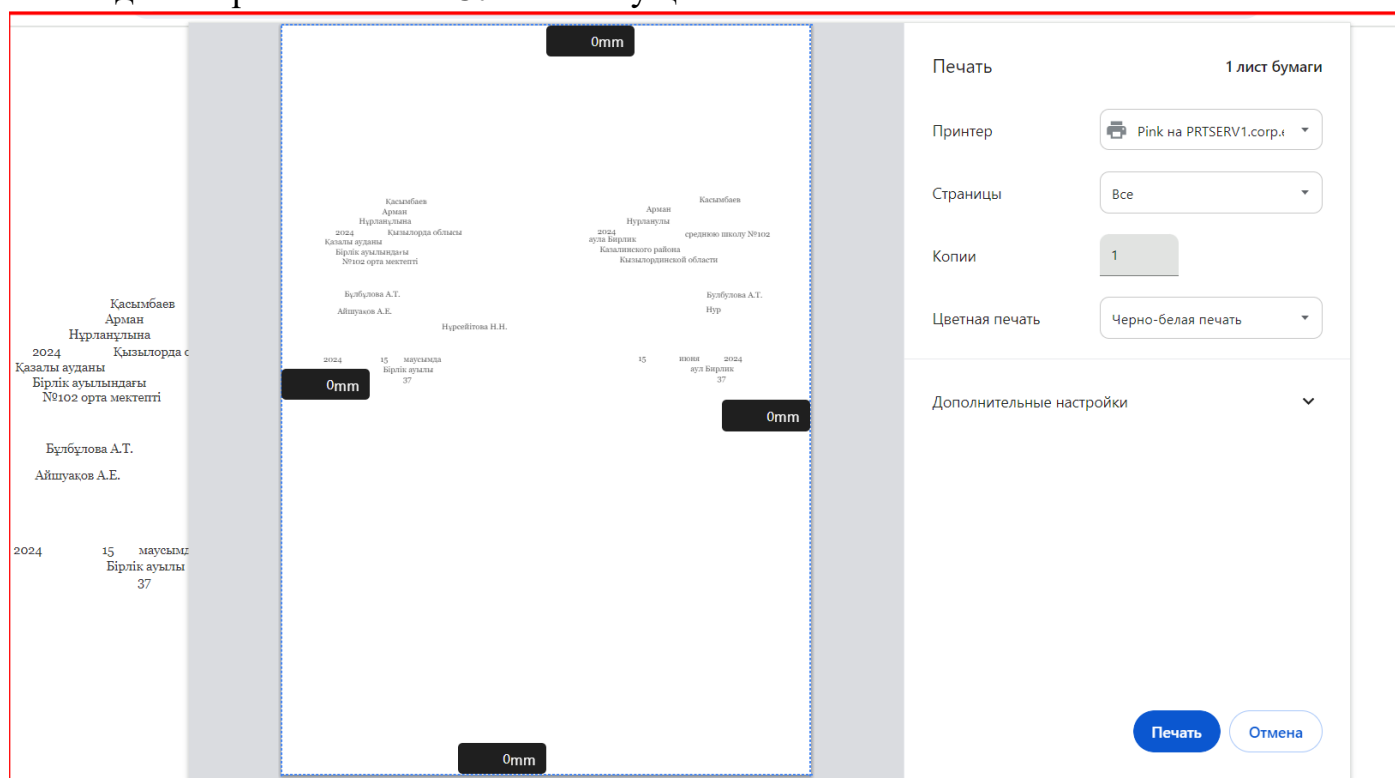 0mm
Печать
1 лист бумаги
Принтер
Pink на PRTSERV1.corp.
Страницы
Все
Копии
1
Цветная печать
Черно-белая печать
Дополнительные настройки
Печать
Отмена
Қасымбаев
Арман
Нұрланұлына
2024 Қызылорда облысы
Қазалы ауданы
Бірлік ауылындағы
№102 орта мектепті
Бұлбұлова А.Т.
Айшуақов А.Е.
Нұрсейітова Н.Н.
2024 15 маусымда
Бірлік ауылы
37
0mm
Касымбаев
Арман
Нурланулы
2024 среднюю школу №102
аула Бирлик
Казалинского района
Кызылординской области
Булбулова А.Т.
Нур
15 июня 2024
аул Бирлик
37
0mm
0mm
Қасымбаев
Арман
Нұрланұлына
2024 Қызылорда о
Қазалы ауданы
Бірлік ауылындағы
№102 орта мектепті
Бұлбұлова А.Т.
Айшуақов А.Е.
2024 15 маусымд
Бірлік ауылы
37